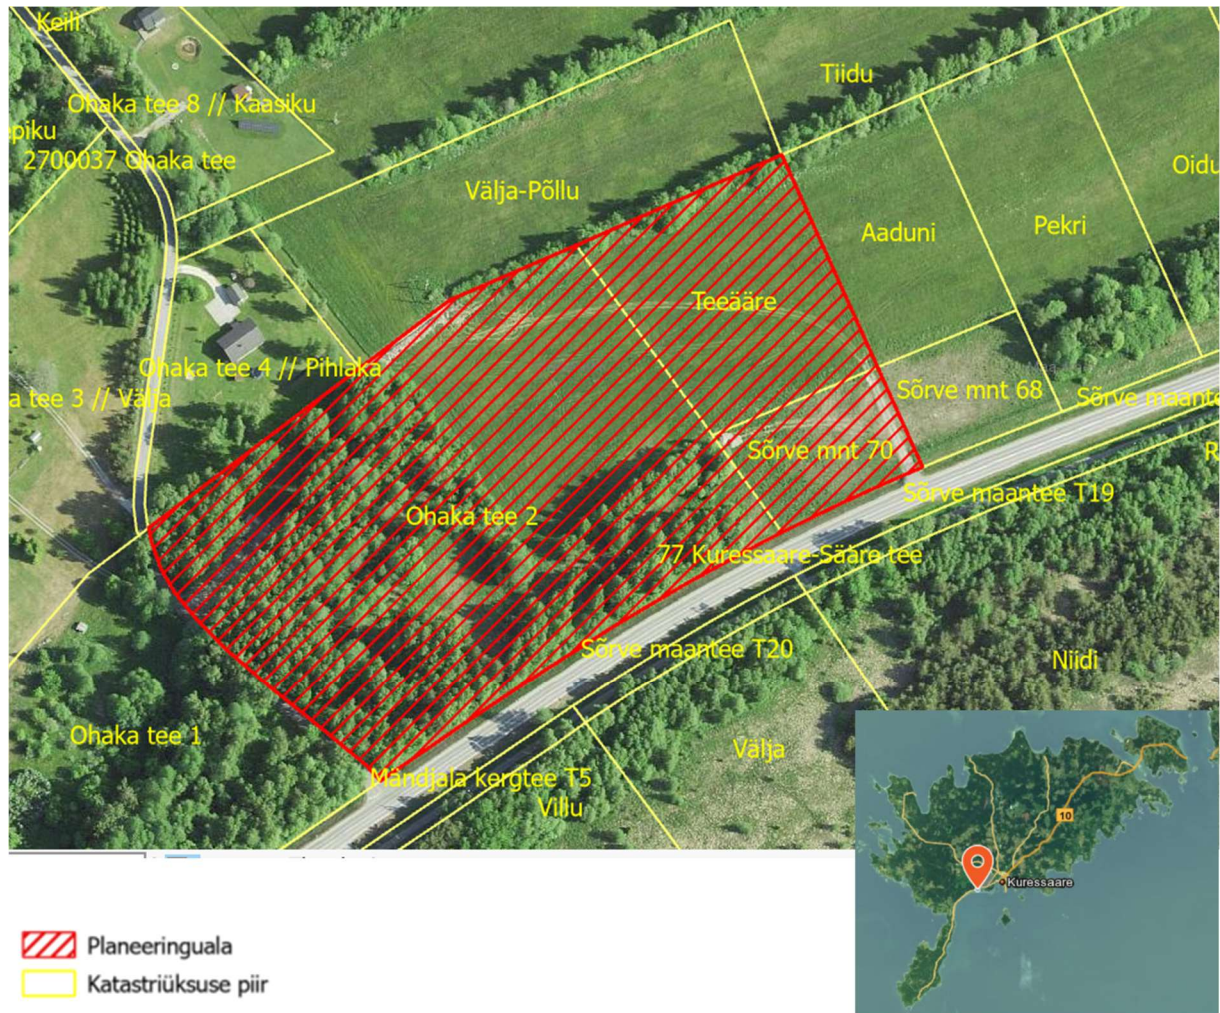 Keili
Tiidu
Ohaka tee 8 // Kaasiku
piku
2700037 Ohaka tee
Oidu
Välja-Põllu
Aaduni
Pekri
Teeääre
Ohaka tee 4 // Pihlaka
a tee 3 // Välja
Sõrve mnt 68
Sõrve maante
Sõrve mnt 70
R
Sõrve maantee T19
Ohaka tee 2
77 Kuressaare-Sääre tee
Sõrve maantee T20
Niidi
Ohaka tee 1
Välja
Mändjala kergtee T5
Villu
10
Kuressaare
Planeeringuala
Katastriüksuse piir